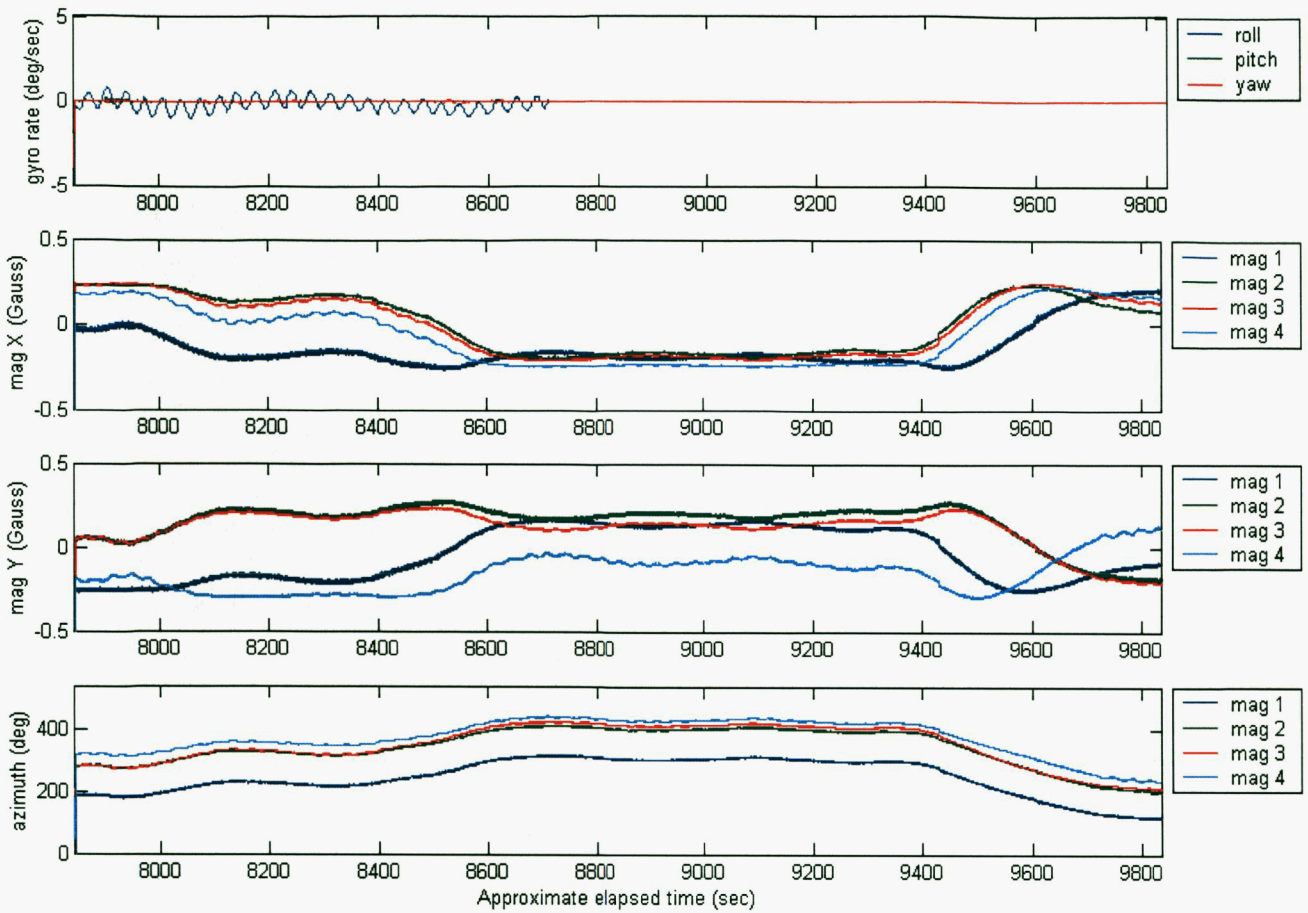 gyro rate (deg/sec)
5
0
-5
8000 8200 8400 8600 8800 9000 9200 9400 9600 9800
roll
pitch
yaw
mag X (Gauss)
0.5
0
-0.5
8000 8200 8400 8600 8800 9000 9200 9400 9600 9800
mag 1
mag 2
mag 3
mag 4
mag Y (Gauss)
0.5
0
-0.5
8000 8200 8400 8600 8800 9000 9200 9400 9600 9800
mag 1
mag 2
mag 3
mag 4
azimuth (deg)
400
200
0
8000 8200 8400 8600 8800 9000 9200 9400 9600 9800
mag 1
mag 2
mag 3
mag 4
Approximate elapsed time (sec)